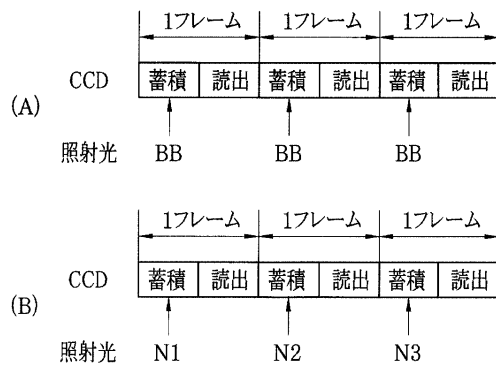 1フレーム 1フレーム 1フレーム
CCD 蓄積 読出 蓄積 読出 蓄積 読出
(A)
照射光 BB BB BB
1フレーム 1フレーム 1フレーム
CCD 蓄積 読出 蓄積 読出 蓄積 読出
(B)
照射光 N1 N2 N3